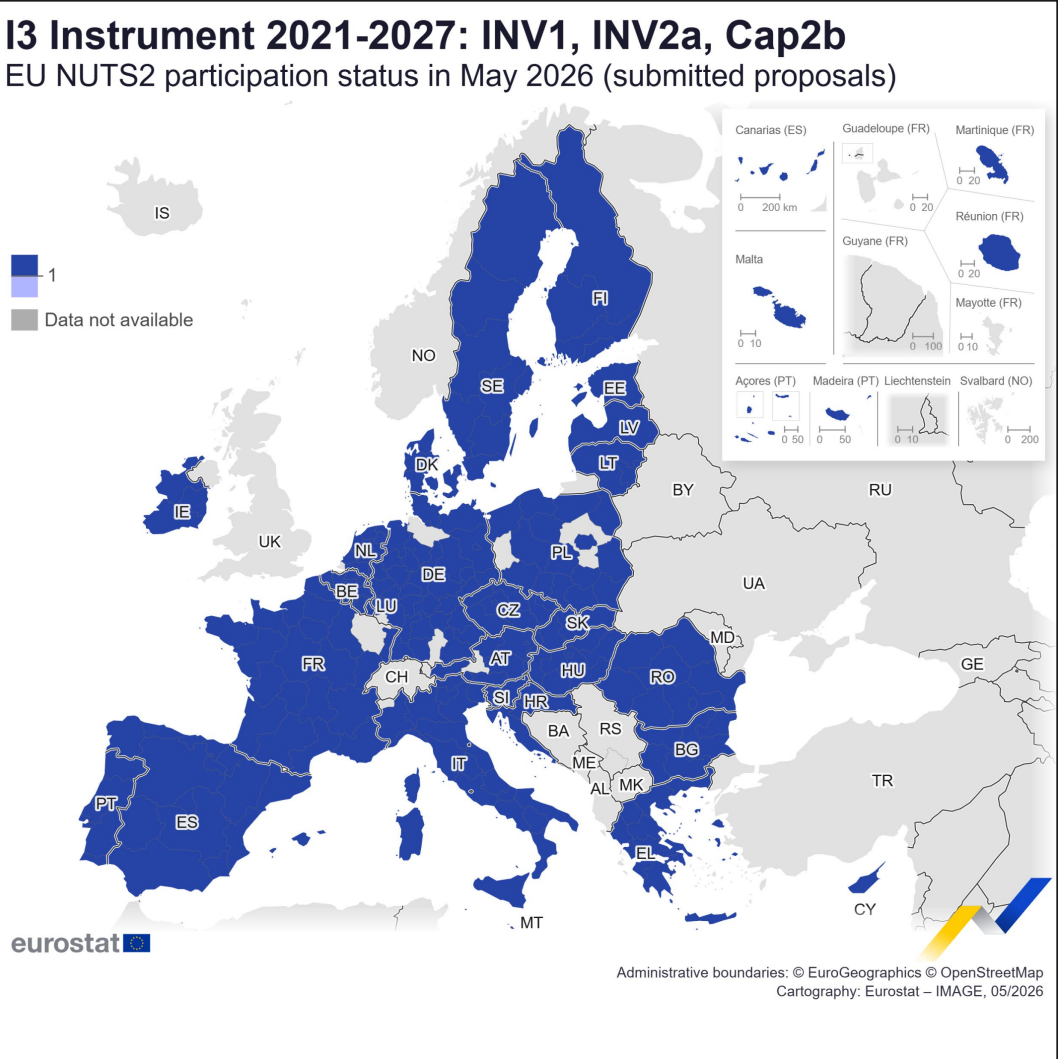 I3 Instrument 2021-2027: INV1, INV2a, Cap2b
EU NUTS2 participation status in May 2026 (submitted proposals)
1
Data not available
IS
NO
SE
FI
EE
LV
LT
DK
IE
UK
NL
BE
LU
DE
PL
BY
RU
UA
CZ
SK
MD
FR
CH
AT
HU
RO
SI
HR
BA
RS
BG
GE
IT
ME
AL
MK
TR
PT
ES
EL
MT
CY
Canarias (ES)
0 200 km
Guadeloupe (FR)
0 20
Martinique (FR)
0 20
Réunion (FR)
0 20
Guyane (FR)
0 100
Malta
0 10
Mayotte (FR)
0 10
Açores (PT)
0 50
Madeira (PT)
0 50
Liechtenstein
0 10
Svalbard (NO)
0 200
eurostat
Administrative boundaries: © EuroGeographics © OpenStreetMap
Cartography: Eurostat – IMAGE, 05/2026